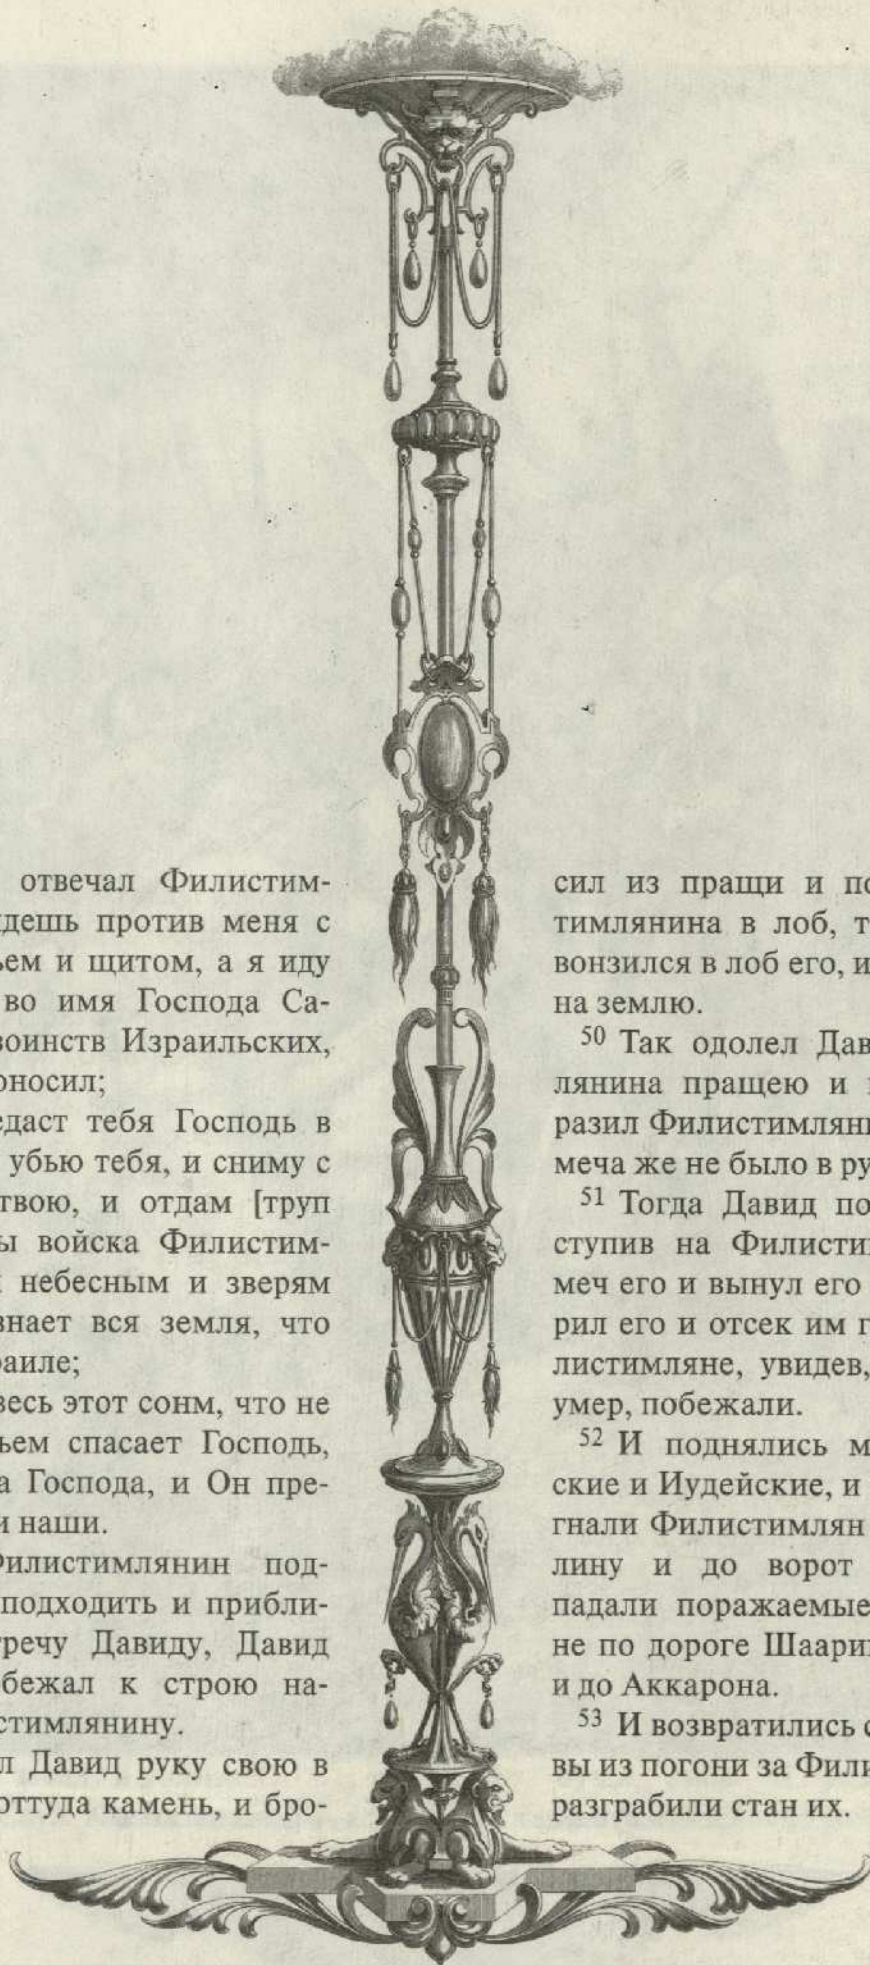 отвечал Филистим-
идешь против меня с
ьем и щитом, а я иду
во имя Господа Са-
воинств Израильских,
оносил;
едаст тебя Господь в
убью тебя, и сниму с
твою, и отдам [труп
ы войска Филистим-
небесным и зверям
знает вся земля, что
раиле;
весь этот сонм, что не
ьем спасает Господь,
а Господа, и Он пре-
и наши.
Филистимлянин под-
подходить и прибли-
речу Давиду, Давид
бежал к строю на-
стимлянину.
л Давид руку свою в
оттуда камень, и бро-
сил из пращи и по
тимлянина в лоб, т
вонзился в лоб его, и
на землю.
50 Так одолел Дав
лянина пращею и
разил Филистимлян
меча же не было в ру
51 Тогда Давид по
ступив на Филисти
меч его и вынул его
рил его и отсек им г
листимляне, увидев,
умер, побежали.
52 И поднялись м
ские и Иудейские, и
гнали Филистимлян
лину и до ворот
падали поражаемые
не по дороге Шаари
и до Аккарона.
53 И возвратились с
вы из погони за Фили
разграбили стан их.